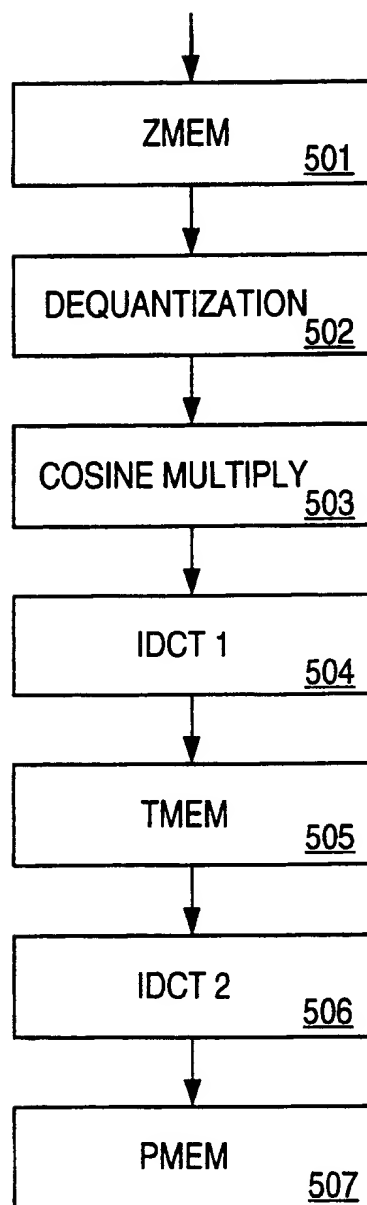 ZMEM
501
DEQUANTIZATION
502
COSINE MULTIPLY
503
IDCT 1
504
TMEM
505
IDCT 2
506
PMEM
507